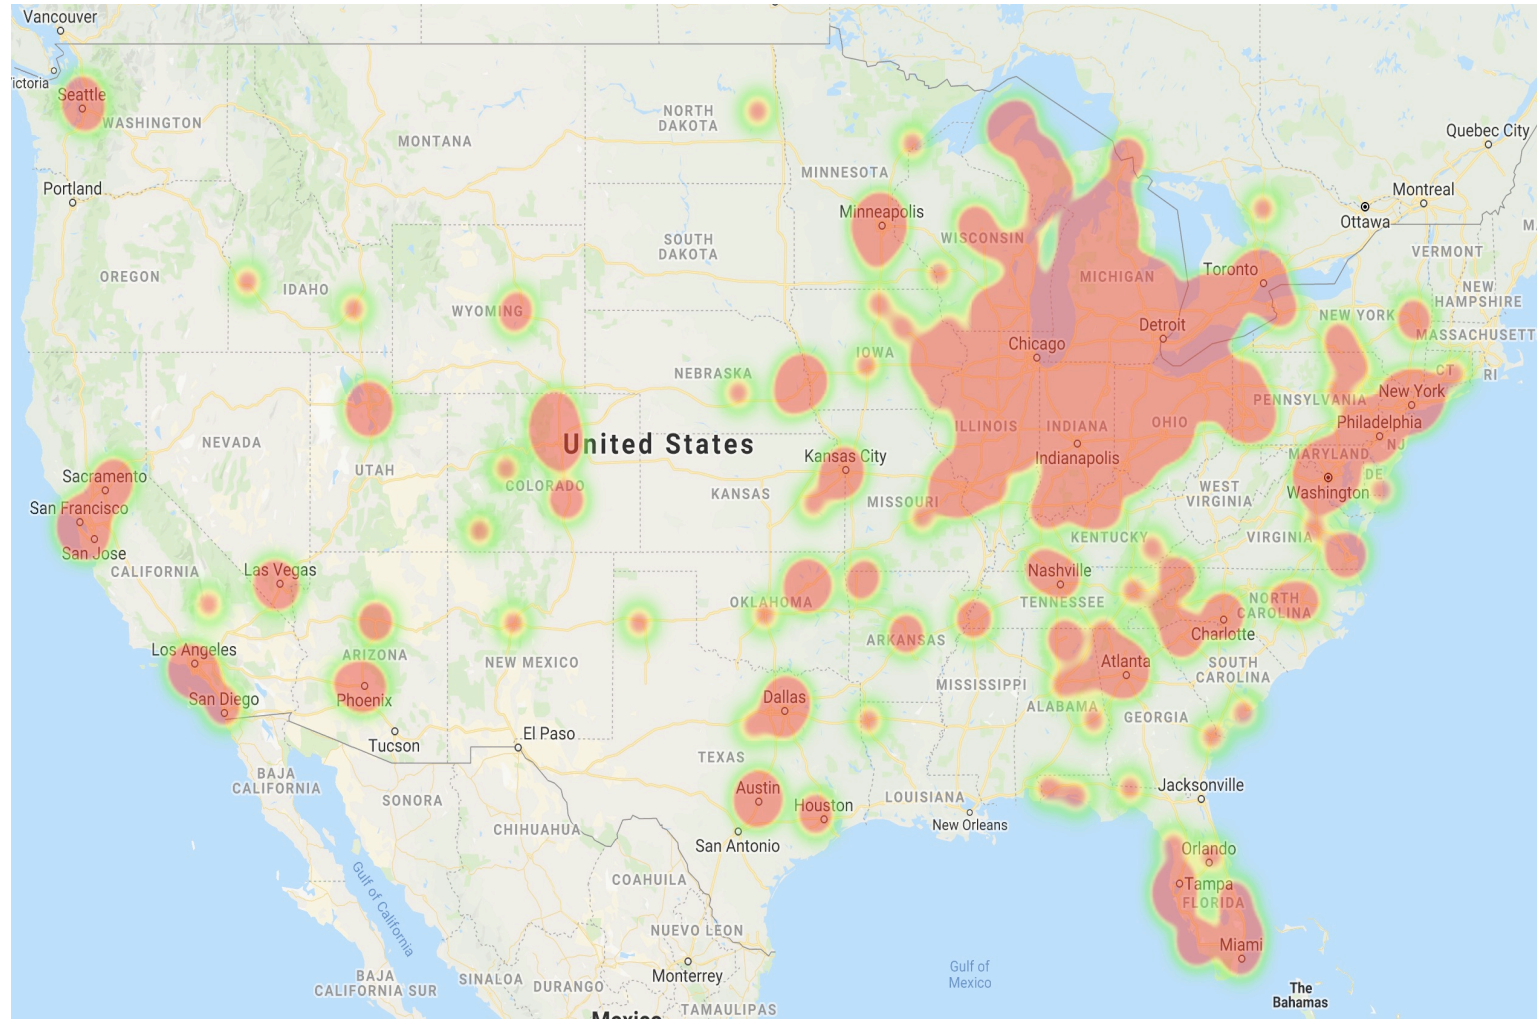 Vancouver
ictoria
Seattle
WASHINGTON
Portland
MONTANA
NORTH
DAKOTA
MINNESOTA
Minneapolis
SOUTH
DAKOTA
WISCONSIN
Quebec City
Montreal
Ottawa
M
VERMONT
OREGON
IDAHO
WYOMING
MICHIGAN
Toronto
NEW
HAMPSHIRE
NEW YORK
MASSACHUSETT
Detroit
Chicago
IOWA
NEBRASKA
CT
RI
New York
PENNSYLVANIA
Philadelphia
NJ
NEVADA
United States
ILLINOIS
INDIANA
OHIO
Indianapolis
MARYLAND
DE
Washington
UTAH
COLORADO
Kansas City
KANSAS
MISSOURI
WEST
VIRGINIA
Sacramento
San Francisco
San Jose
CALIFORNIA
KENTUCKY
VIRGINIA
Las Vegas
Nashville
TENNESSEE
OKLAHOMA
NORTH
CAROLINA
Charlotte
ARKANSAS
Los Angeles
ARIZONA
NEW MEXICO
Atlanta
SOUTH
CAROLINA
San Diego
Phoenix
Dallas
MISSISSIPPI
ALABAMA
GEORGIA
Tucson
El Paso
TEXAS
BAJA
CALIFORNIA
SONORA
Austin
Houston
LOUISIANA
Jacksonville
New Orleans
CHIHUAHUA
San Antonio
Orlando
Gulf of California
COAHUILA
Tampa
FLORIDA
NUEVO LEON
Miami
BAJA
CALIFORNIA SUR
SINALOA
DURANGO
Monterrey
Gulf of
Mexico
The
Bahamas
TAMAULIPAS
Mexico